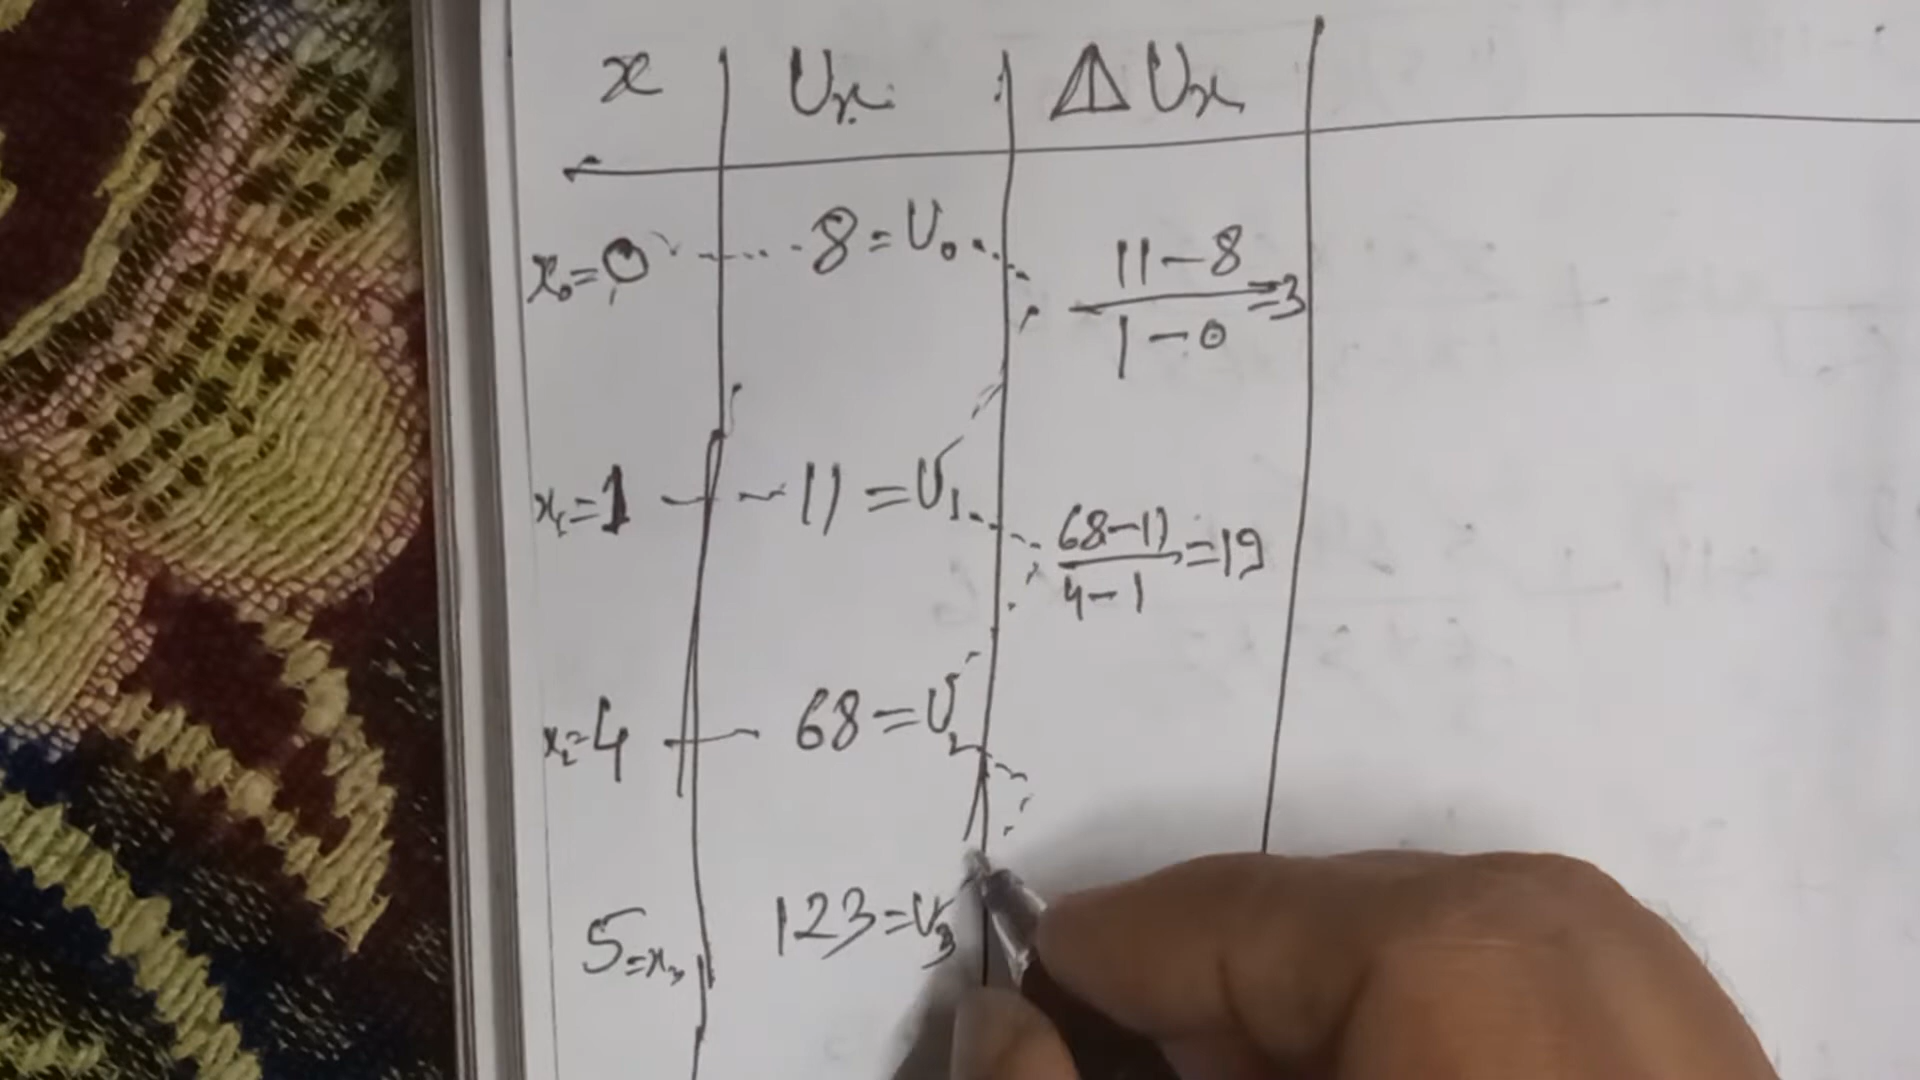 x Ux ⧋Ux
x₀=0 8=U₀ 11-8/1-0=3
x₁=1 11=U₁ 68-11/4-1=19
x₂=4 68=U₂
5=x₃ 123=U₃